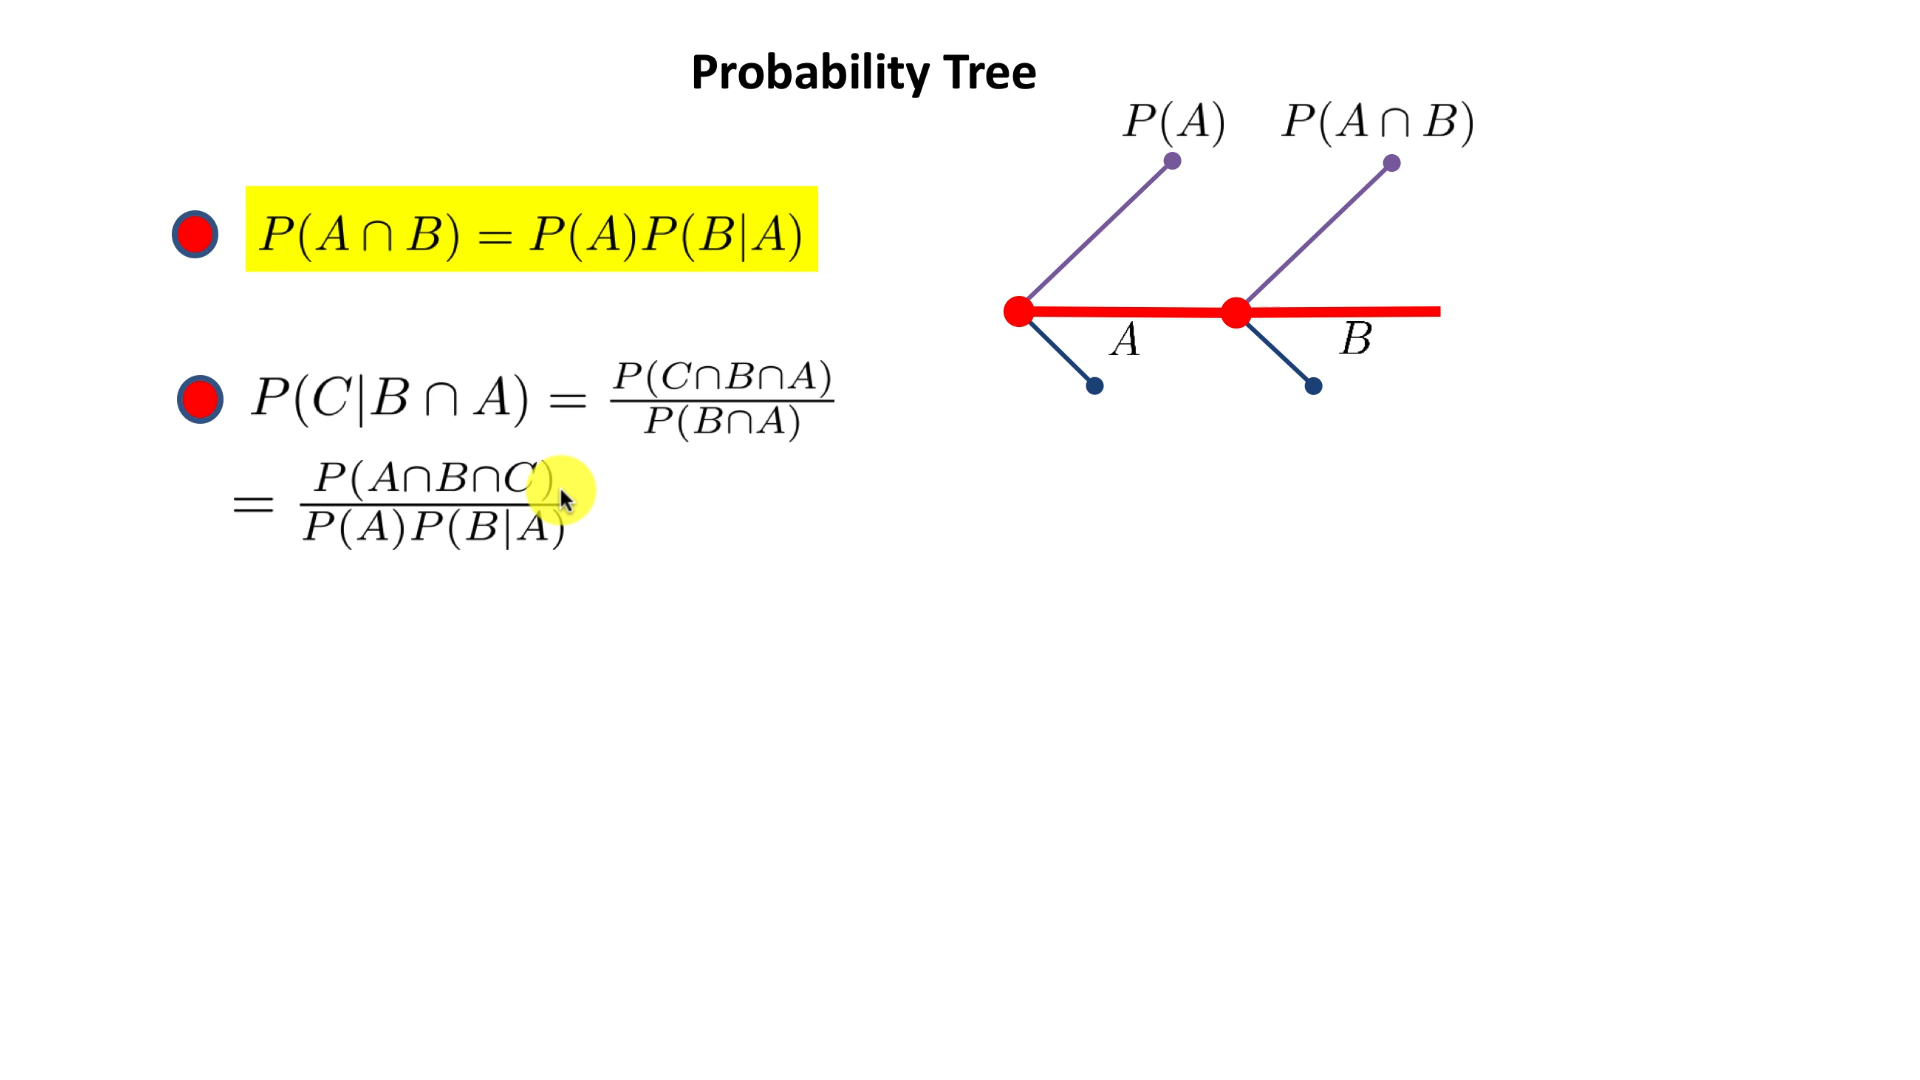 Probability Tree
P(A) P(A ∩ B)
P(A ∩ B) = P(A)P(B|A)
A B
P(C|B ∩ A) = P(C∩B∩A) / P(B∩A)
= P(A∩B∩C) / P(A)P(B|A)